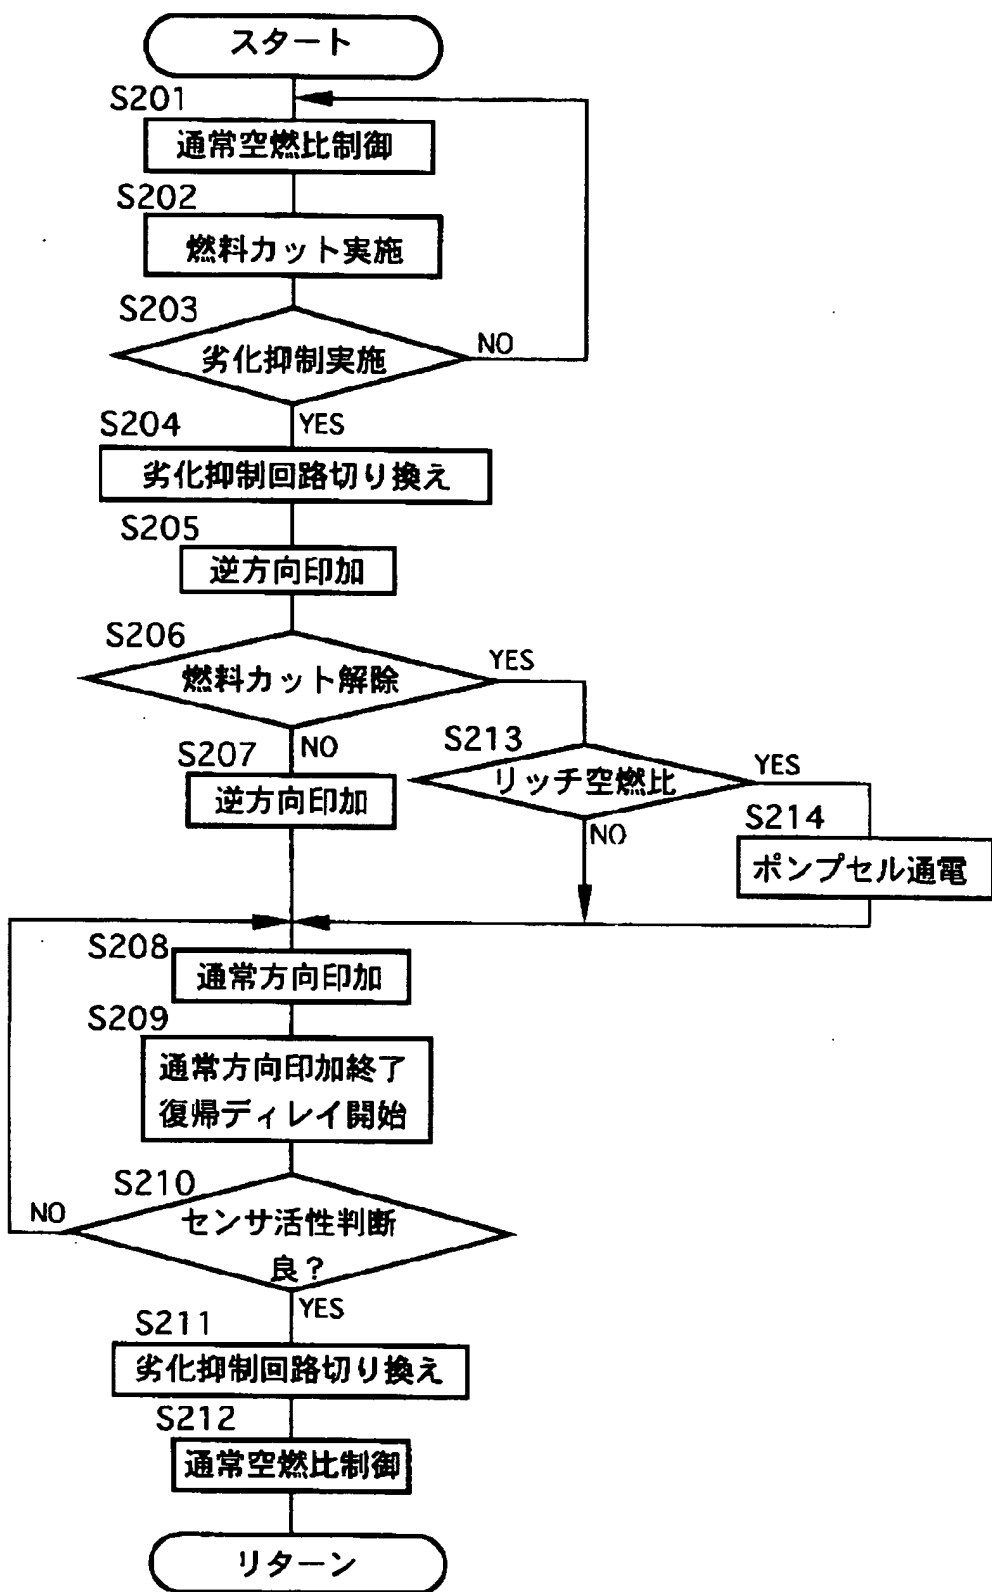 スタート
S201
通常空燃比制御
S202
燃料カット実施
S203
劣化抑制実施
NO
YES
S204
劣化抑制回路切り換え
S205
逆方向印加
S206
燃料カット解除
YES
NO
S207
逆方向印加
S213
リッチ空燃比
YES
NO
S214
ポンプセル通電
S208
通常方向印加
S209
通常方向印加終了
復帰ディレイ開始
S210
センサ活性判断
良?
NO
YES
S211
劣化抑制回路切り換え
S212
通常空燃比制御
リターン